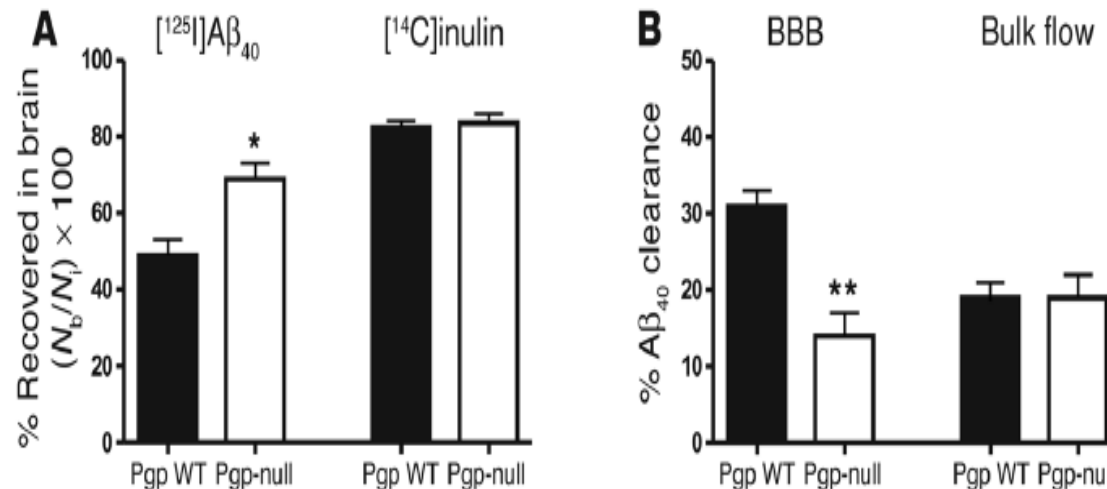 A
[¹²⁵I]Aβ₄₀
[¹⁴C]inulin
% Recovered in brain
(N_b/N_i) × 100
100
80
60
40
20
0
*
Pgp WT
Pgp-null
Pgp WT
Pgp-null
B
BBB
Bulk flow
% Aβ₄₀ clearance
50
40
30
20
10
0
**
Pgp WT
Pgp-null
Pgp WT
Pgp-nu